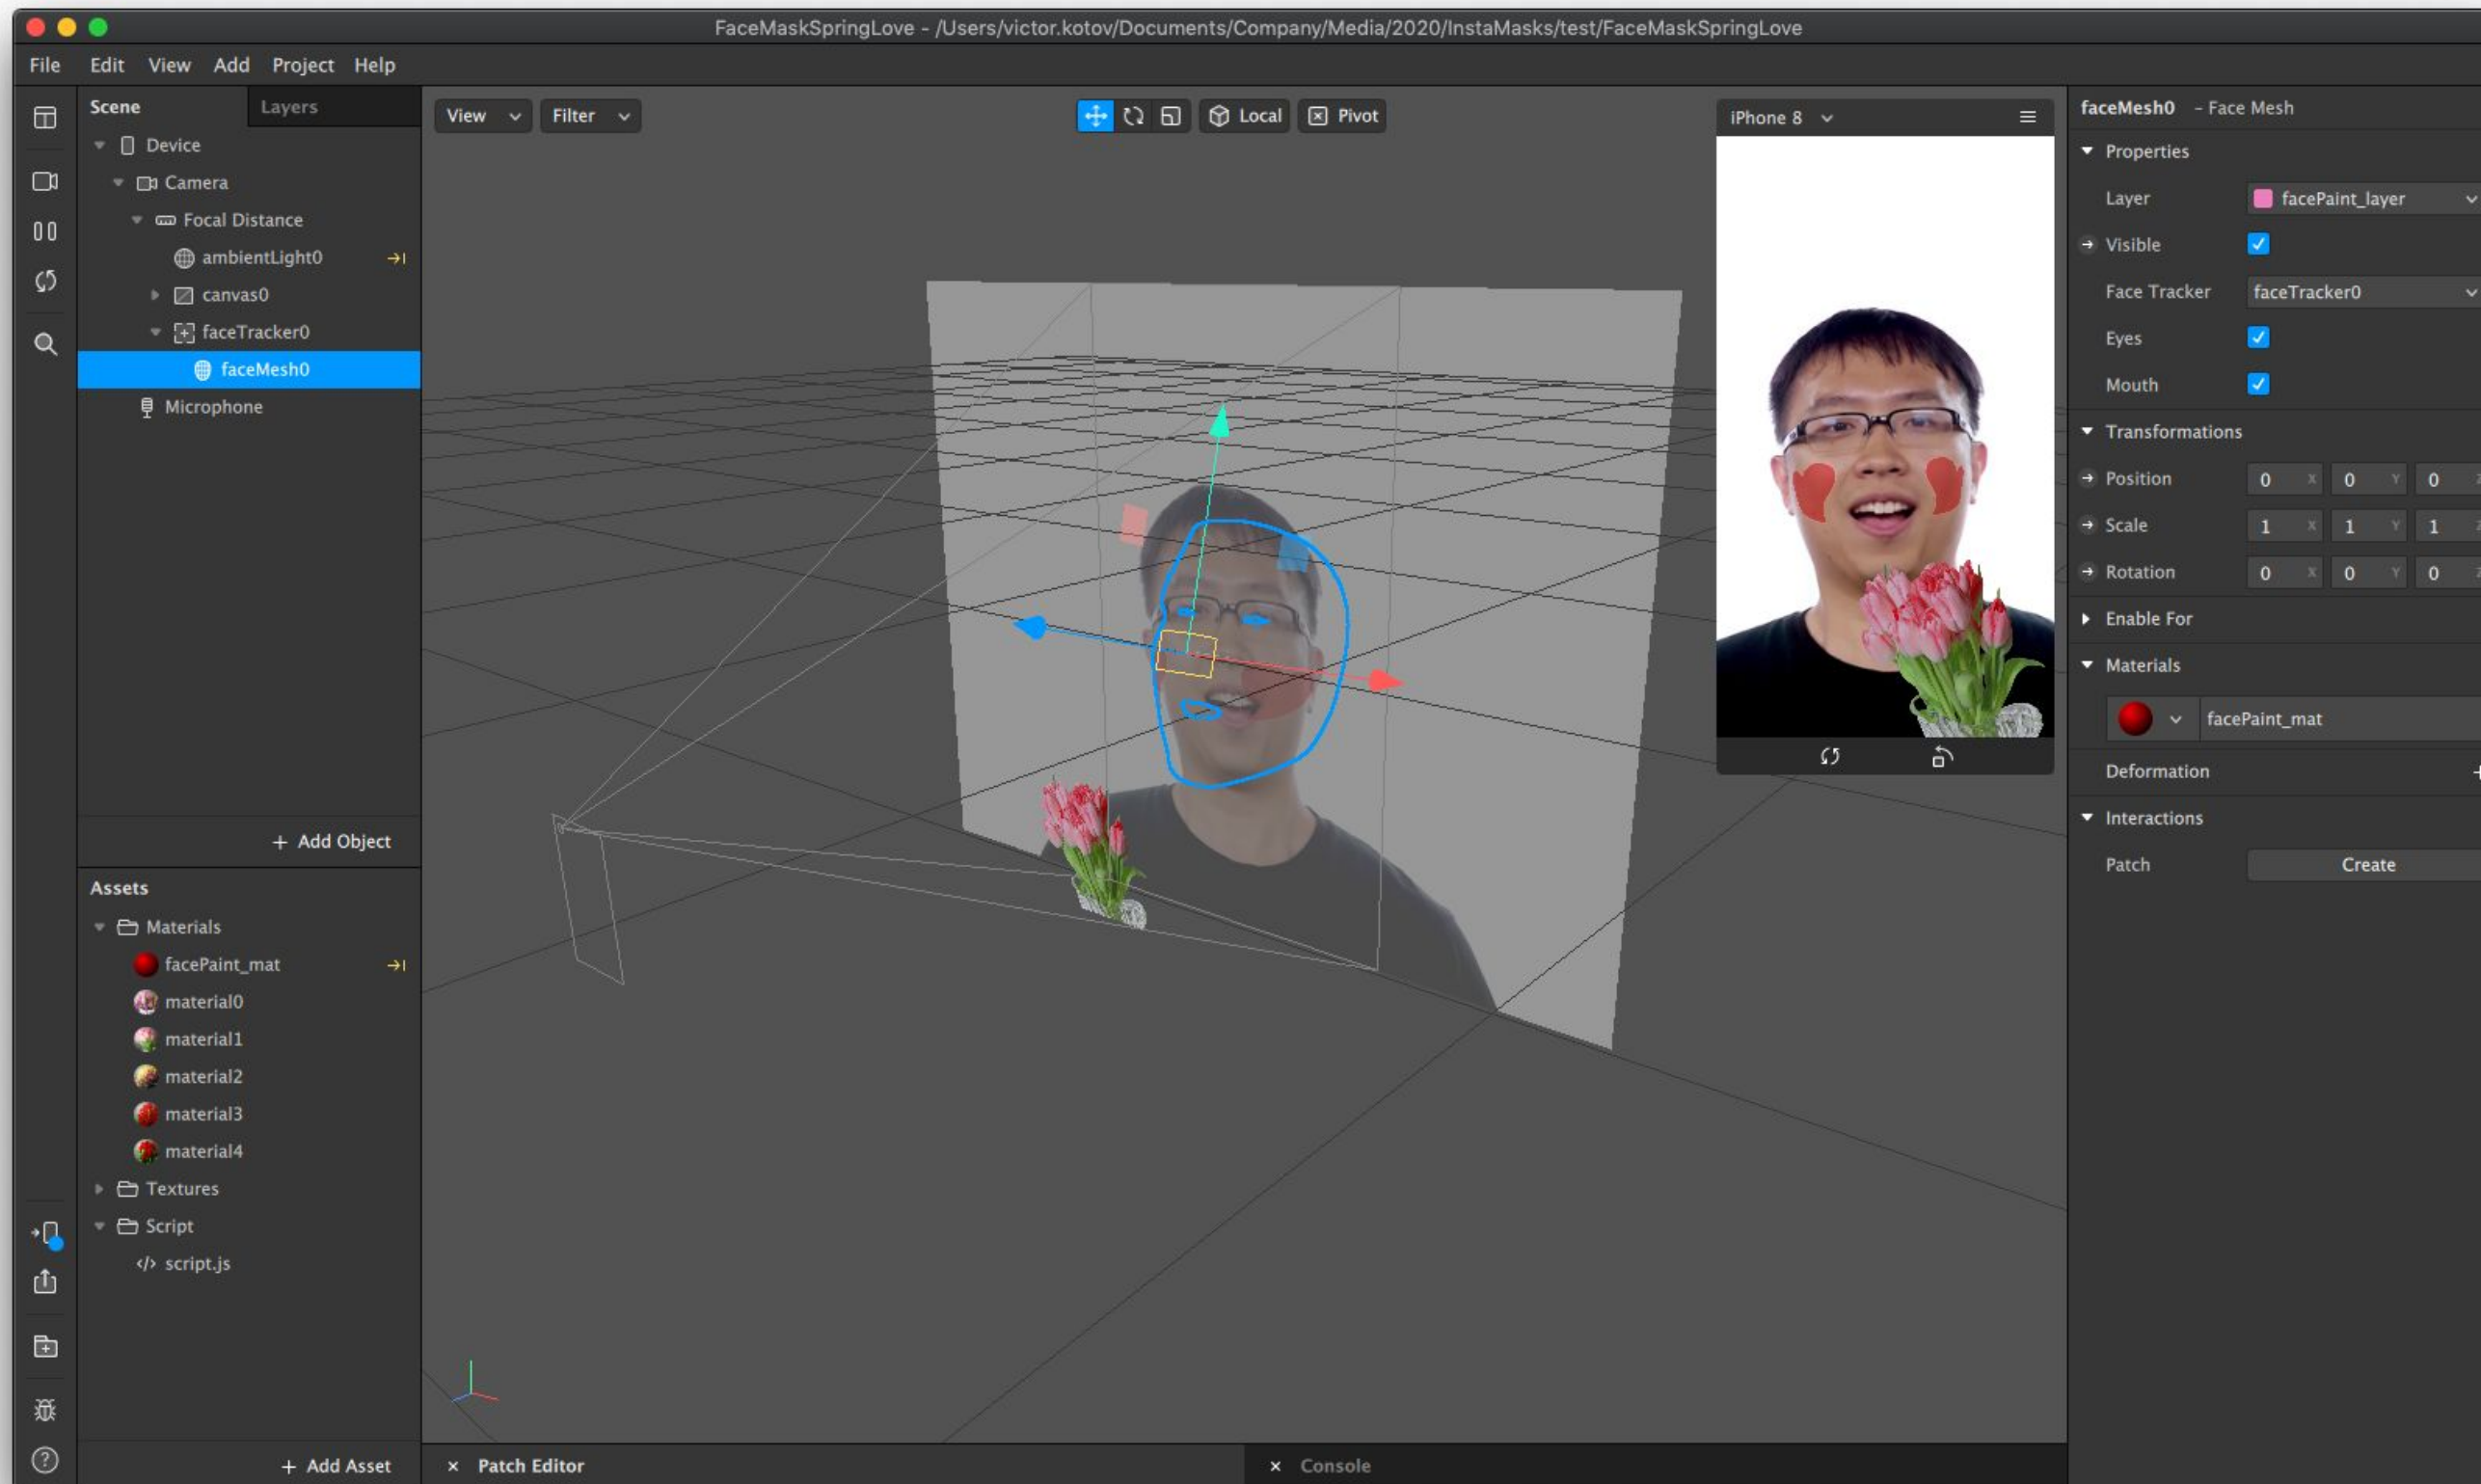 FaceMaskSpringLove - /Users/victor.kotov/Documents/Company/Media/2020/InstaMasks/test/FaceMaskSpringLove
File Edit View Add Project Help
Scene Layers
Device
Camera
Focal Distance
ambientLight0
canvas0
faceTracker0
faceMesh0
Microphone
+ Add Object
Assets
Materials
facePaint_mat
material0
material1
material2
material3
material4
Textures
Script
</> script.js
+ Add Asset
View Filter Local Pivot
iPhone 8
× Patch Editor × Console
faceMesh0 – Face Mesh
Properties
Layer facePaint_layer
Visible
Face Tracker faceTracker0
Eyes
Mouth
Transformations
Position 0 X 0 Y 0 Z
Scale 1 X 1 Y 1 Z
Rotation 0 X 0 Y 0 Z
Enable For
Materials
facePaint_mat
Deformation +
Interactions
Patch Create